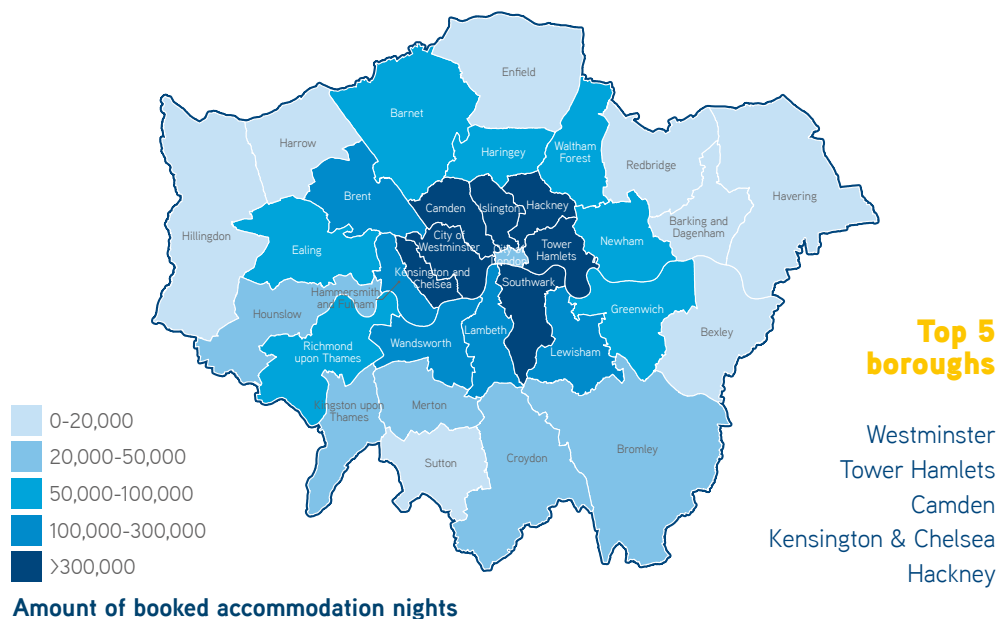 Enfield
Barnet
Haringey
Waltham
Forest
Harrow
Redbridge
Havering
Brent
Camden
Islington
Hackney
Barking and
Dagenham
Hillingdon
Ealing
City of
Westminster
City of
London
Tower
Hamlets
Newham
Kensington and
Chelsea
Hammersmith
and Fulham
Southwark
Hounslow
Greenwich
Bexley
Richmond
upon Thames
Wandsworth
Lambeth
Lewisham
Kingston upon
Thames
Merton
Sutton
Croydon
Bromley
Top 5
boroughs
Westminster
Tower Hamlets
Camden
Kensington & Chelsea
Hackney
0-20,000
20,000-50,000
50,000-100,000
100,000-300,000
>300,000
Amount of booked accommodation nights